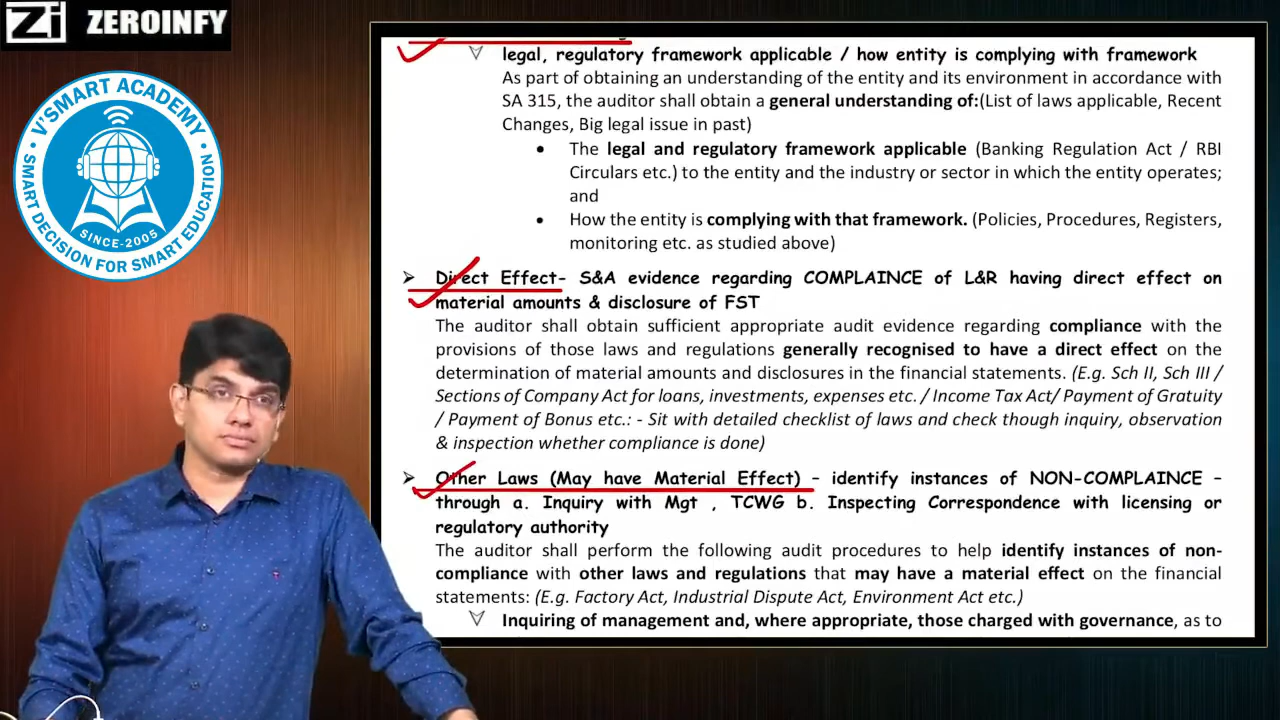 Zi ZEROINFY
V'SMART ACADEMY
SMART DECISION FOR SMART EDUCATION
SINCE-2005
legal, regulatory framework applicable / how entity is complying with framework
As part of obtaining an understanding of the entity and its environment in accordance with
SA 315, the auditor shall obtain a general understanding of:(List of laws applicable, Recent
Changes, Big legal issue in past)
• The legal and regulatory framework applicable (Banking Regulation Act / RBI
Circulars etc.) to the entity and the industry or sector in which the entity operates;
and
• How the entity is complying with that framework. (Policies, Procedures, Registers,
monitoring etc. as studied above)
➢ Direct Effect- S&A evidence regarding COMPLAINCE of L&R having direct effect on
material amounts & disclosure of FST
The auditor shall obtain sufficient appropriate audit evidence regarding compliance with the
provisions of those laws and regulations generally recognised to have a direct effect on the
determination of material amounts and disclosures in the financial statements. (E.g. Sch II, Sch III /
Sections of Company Act for loans, investments, expenses etc. / Income Tax Act/ Payment of Gratuity
/ Payment of Bonus etc.: - Sit with detailed checklist of laws and check though inquiry, observation
& inspection whether compliance is done)
➢ Other Laws (May have Material Effect) – identify instances of NON-COMPLAINCE –
through a. Inquiry with Mgt , TCWG b. Inspecting Correspondence with licensing or
regulatory authority
The auditor shall perform the following audit procedures to help identify instances of non-
compliance with other laws and regulations that may have a material effect on the financial
statements: (E.g. Factory Act, Industrial Dispute Act, Environment Act etc.)
Inquiring of management and, where appropriate, those charged with governance, as to